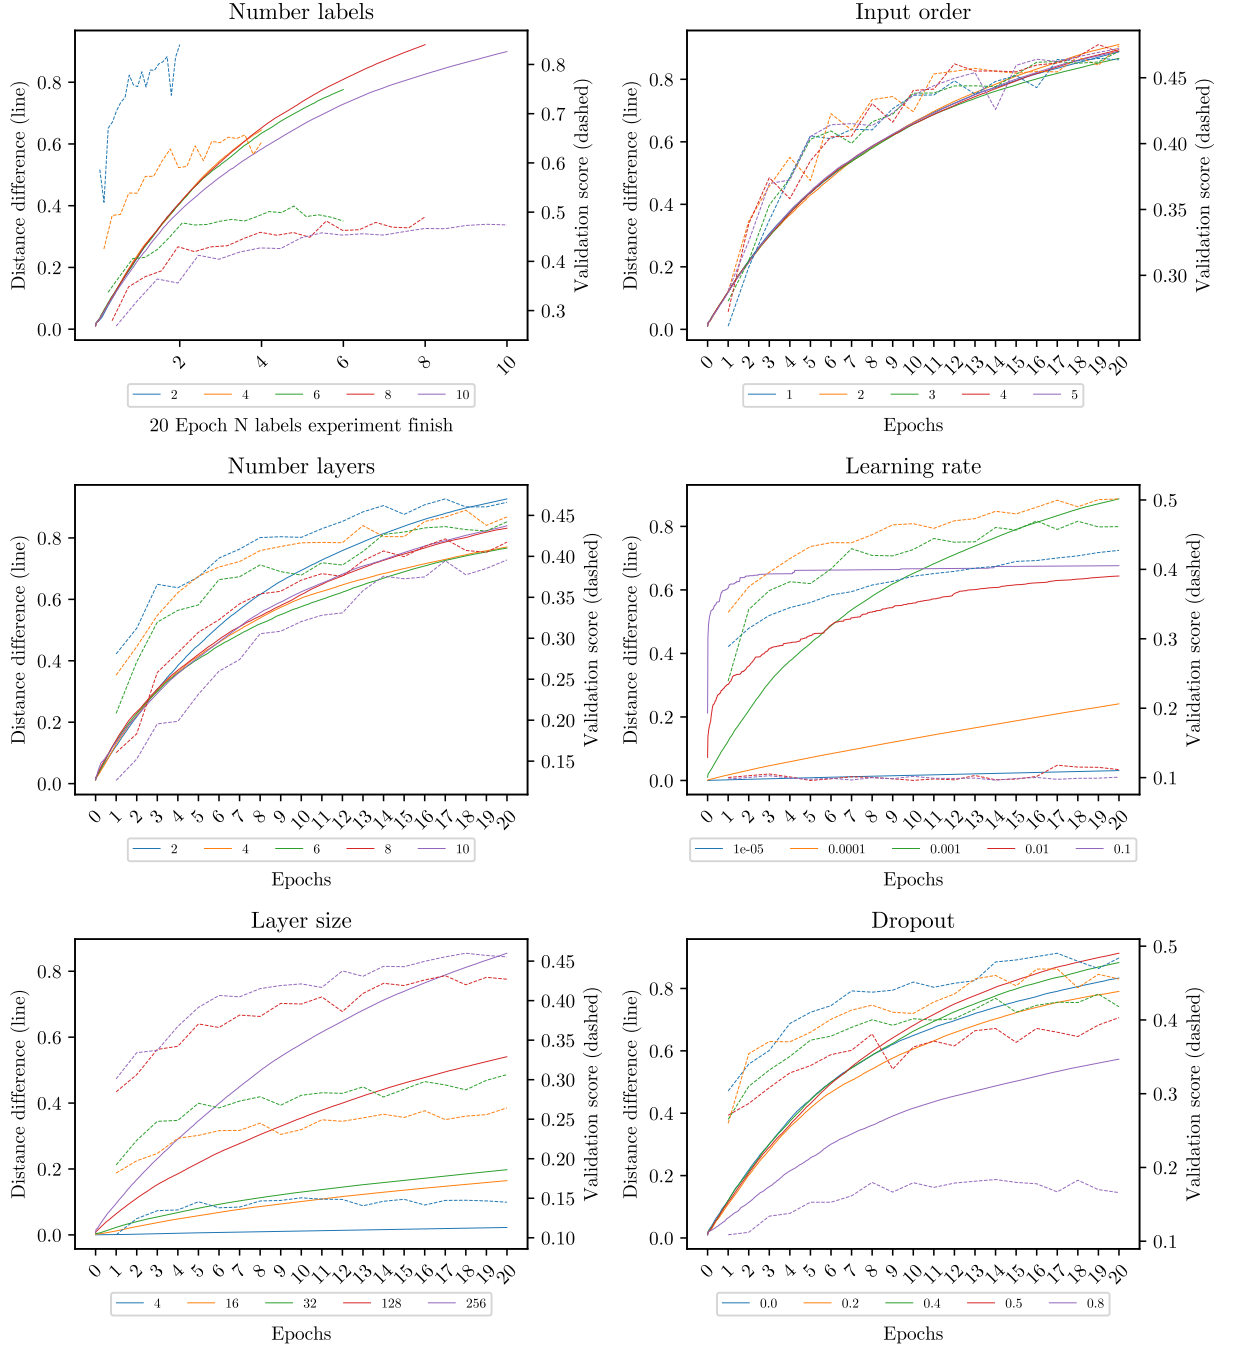 Number labels
Distance difference (line)
0.0
0.2
0.4
0.6
0.8
Validation score (dashed)
0.3
0.4
0.5
0.6
0.7
0.8
2 4 6 8 10
2 4 6 8 10
20 Epoch N labels experiment finish
Input order
Distance difference (line)
0.0
0.2
0.4
0.6
0.8
Validation score (dashed)
0.30
0.35
0.40
0.45
0 1 2 3 4 5 6 7 8 9 10 11 12 13 14 15 16 17 18 19 20
1 2 3 4 5
Epochs
Number layers
Distance difference (line)
0.0
0.2
0.4
0.6
0.8
Validation score (dashed)
0.15
0.20
0.25
0.30
0.35
0.40
0.45
0 1 2 3 4 5 6 7 8 9 10 11 12 13 14 15 16 17 18 19 20
2 4 6 8 10
Epochs
Learning rate
Distance difference (line)
0.0
0.2
0.4
0.6
0.8
Validation score (dashed)
0.1
0.2
0.3
0.4
0.5
0 1 2 3 4 5 6 7 8 9 10 11 12 13 14 15 16 17 18 19 20
1e-05 0.0001 0.001 0.01 0.1
Epochs
Layer size
Distance difference (line)
0.0
0.2
0.4
0.6
0.8
Validation score (dashed)
0.10
0.15
0.20
0.25
0.30
0.35
0.40
0.45
0 1 2 3 4 5 6 7 8 9 10 11 12 13 14 15 16 17 18 19 20
4 16 32 128 256
Epochs
Dropout
Distance difference (line)
0.0
0.2
0.4
0.6
0.8
Validation score (dashed)
0.1
0.2
0.3
0.4
0.5
0 1 2 3 4 5 6 7 8 9 10 11 12 13 14 15 16 17 18 19 20
0.0 0.2 0.4 0.5 0.8
Epochs